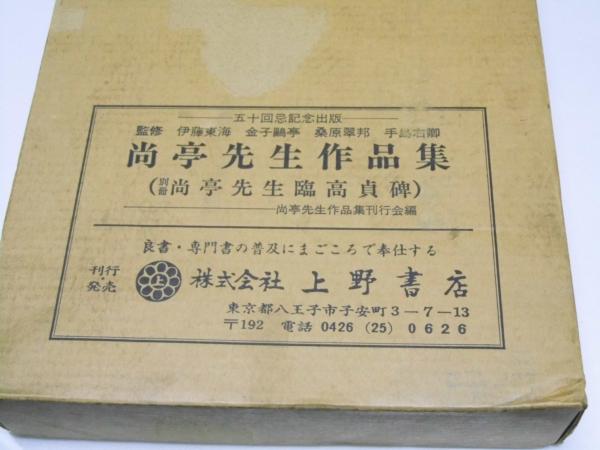 五十回忌記念出版
監修 伊藤東海 金子鷗亭 桑原翠邦 手島右卿
尚亭先生作品集
(別冊 尚亭先生臨高貞碑)
尚亭先生作品集刊行会編
良書・専門書の普及にまごころで奉仕する
刊行・発売 上 株式会社 上野書店
東京都八王子市子安町3-7-13
〒192 電話 0426 (25) 0626